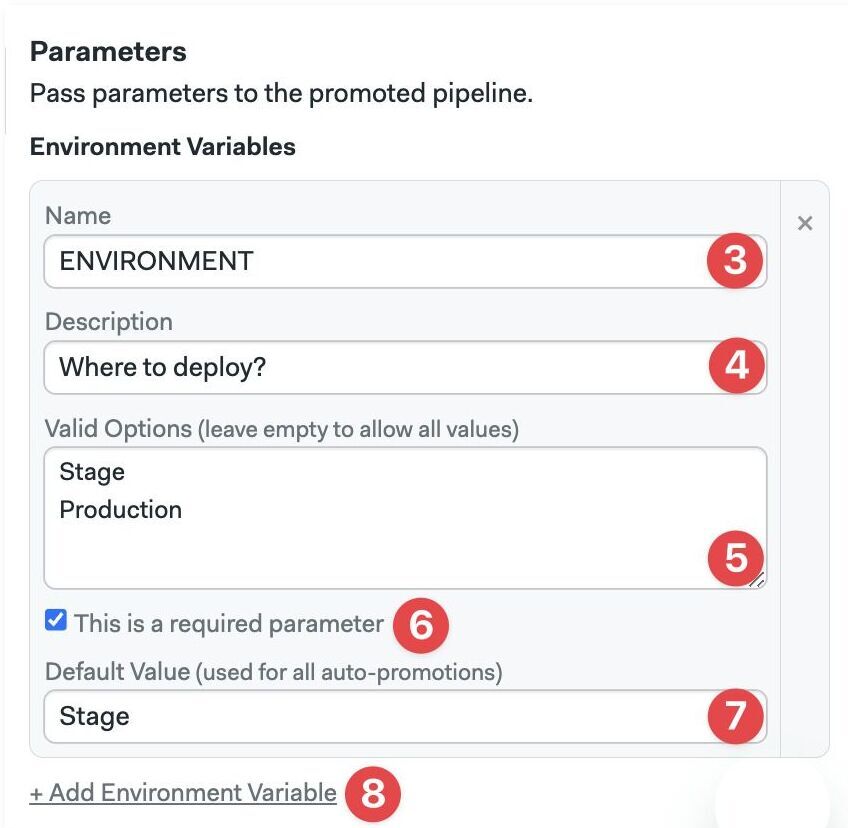 Parameters
Pass parameters to the promoted pipeline.
Environment Variables
Name
×
ENVIRONMENT 3
Description
Where to deploy? 4
Valid Options (leave empty to allow all values)
Stage
Production
5
This is a required parameter 6
Default Value (used for all auto-promotions)
Stage 7
+ Add Environment Variable 8